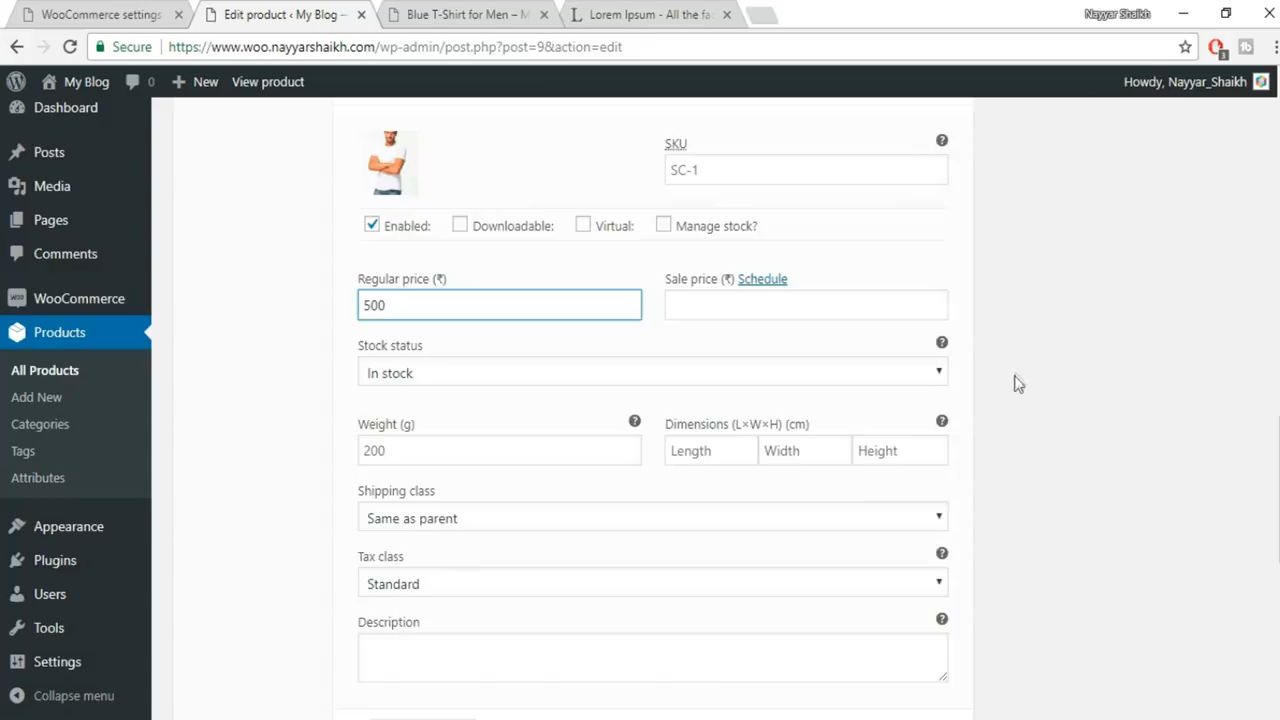 WooCommerce settings
Edit product ‹ My Blog —
Blue T-Shirt for Men – M
Lorem Ipsum - All the fa
Nayyar Shaikh
Secure
https://www.woo.nayyarshaikh.com/wp-admin/post.php?post=9&action=edit
3
My Blog
0
New
View product
Howdy, Nayyar_Shaikh
Dashboard
Posts
Media
Pages
Comments
WooCommerce
Products
All Products
Add New
Categories
Tags
Attributes
Appearance
Plugins
Users
Tools
Settings
Collapse menu
SKU
SC-1
Enabled: Downloadable: Virtual: Manage stock?
Regular price (₹)
500
Sale price (₹) Schedule
Stock status
In stock
Weight (g)
200
Dimensions (L×W×H) (cm)
Length Width Height
Shipping class
Same as parent
Tax class
Standard
Description